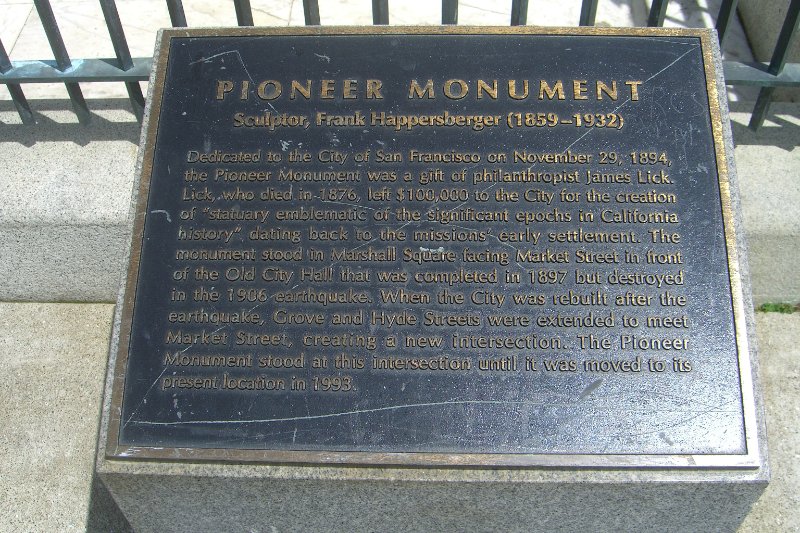 PIONEER MONUMENT
Sculptor, Frank Happersberger (1859–1932)
Dedicated to the City of San Francisco on November 29, 1894,
the Pioneer Monument was a gift of philanthropist James Lick.
Lick, who died in 1876, left $100,000 to the City for the creation
of "statuary emblematic of the significant epochs in California
history" dating back to the missions' early settlement. The
monument stood in Marshall Square facing Market Street in front
of the Old City Hall that was completed in 1897 but destroyed
in the 1906 earthquake. When the City was rebuilt after the
earthquake, Grove and Hyde Streets were extended to meet
Market Street, creating a new intersection. The Pioneer
Monument stood at this intersection until it was moved to its
present location in 1993.